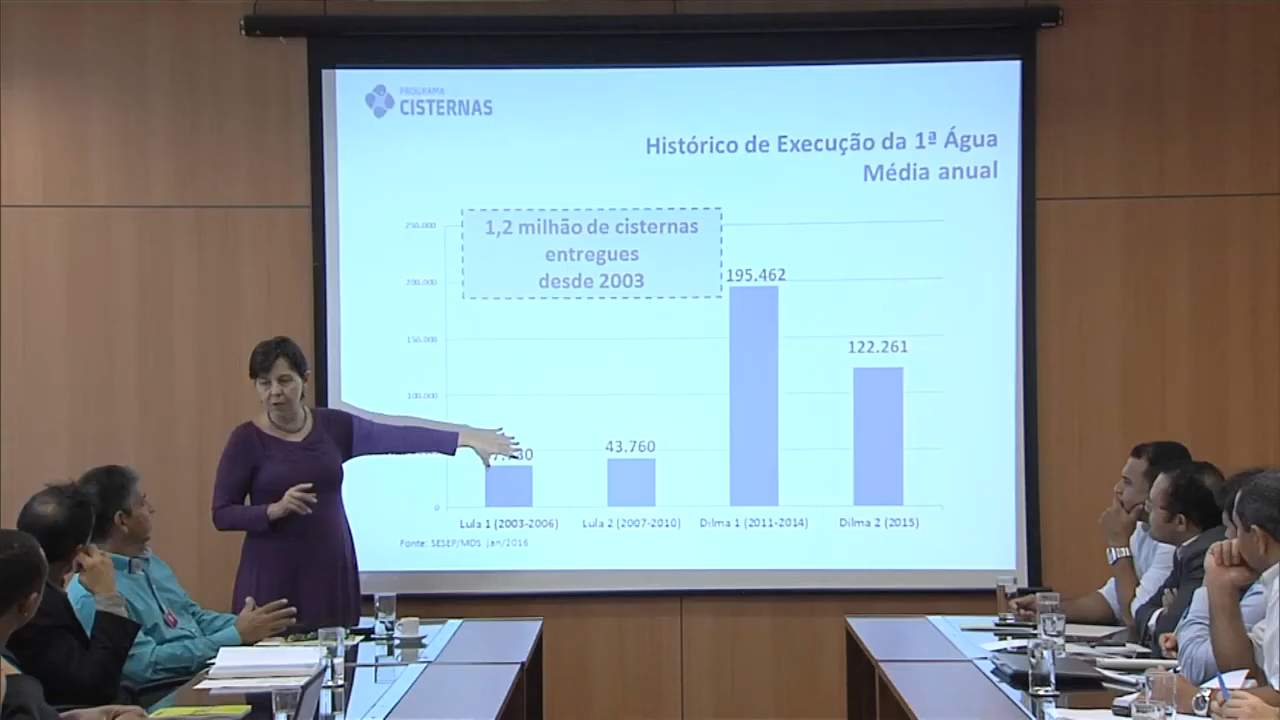 PROGRAMA
CISTERNAS
Histórico de Execução da 1ª Água
Média anual
1,2 milhão de cisternas
entregues
desde 2003
250.000
200.000
150.000
100.000
0
195.462
122.261
43.760
Lula 1 (2003-2006)
Lula 2 (2007-2010)
Dilma 1 (2011-2014)
Dilma 2 (2015)
Fonte: SESEP/MDS jan/2016